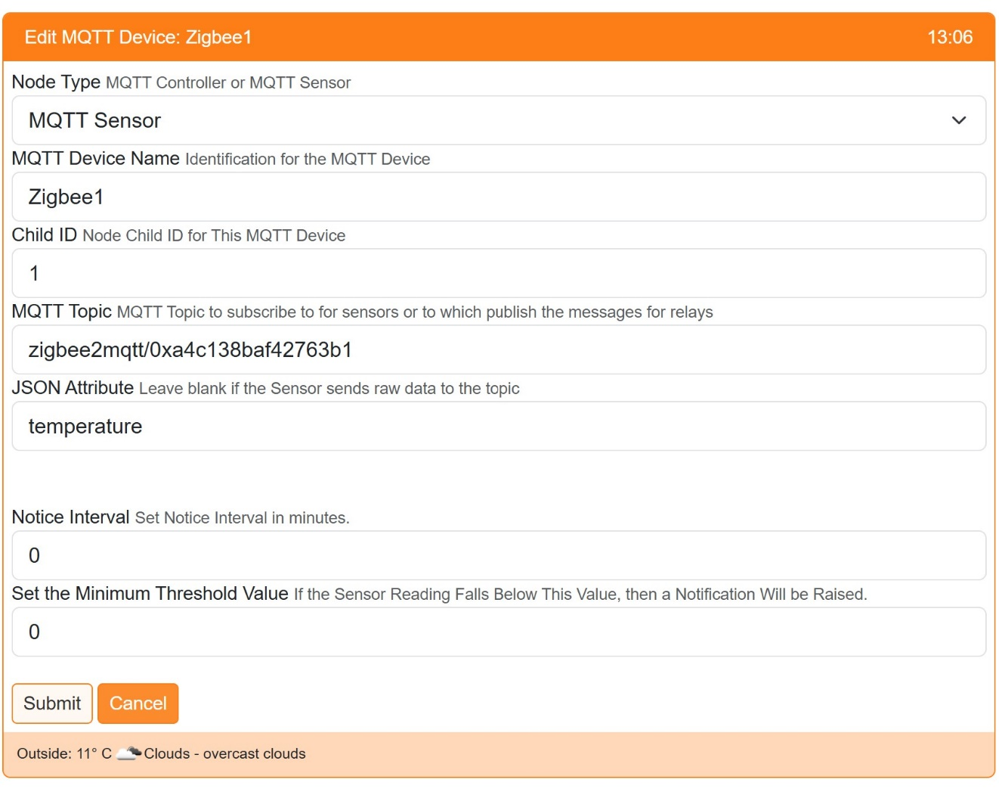 Edit MQTT Device: Zigbee1 13:06
Node Type MQTT Controller or MQTT Sensor
MQTT Sensor
MQTT Device Name Identification for the MQTT Device
Zigbee1
Child ID Node Child ID for This MQTT Device
1
MQTT Topic MQTT Topic to subscribe to for sensors or to which publish the messages for relays
zigbee2mqtt/0xa4c138baf42763b1
JSON Attribute Leave blank if the Sensor sends raw data to the topic
temperature
Notice Interval Set Notice Interval in minutes.
0
Set the Minimum Threshold Value If the Sensor Reading Falls Below This Value, then a Notification Will be Raised.
0
Submit Cancel
Outside: 11° C Clouds - overcast clouds